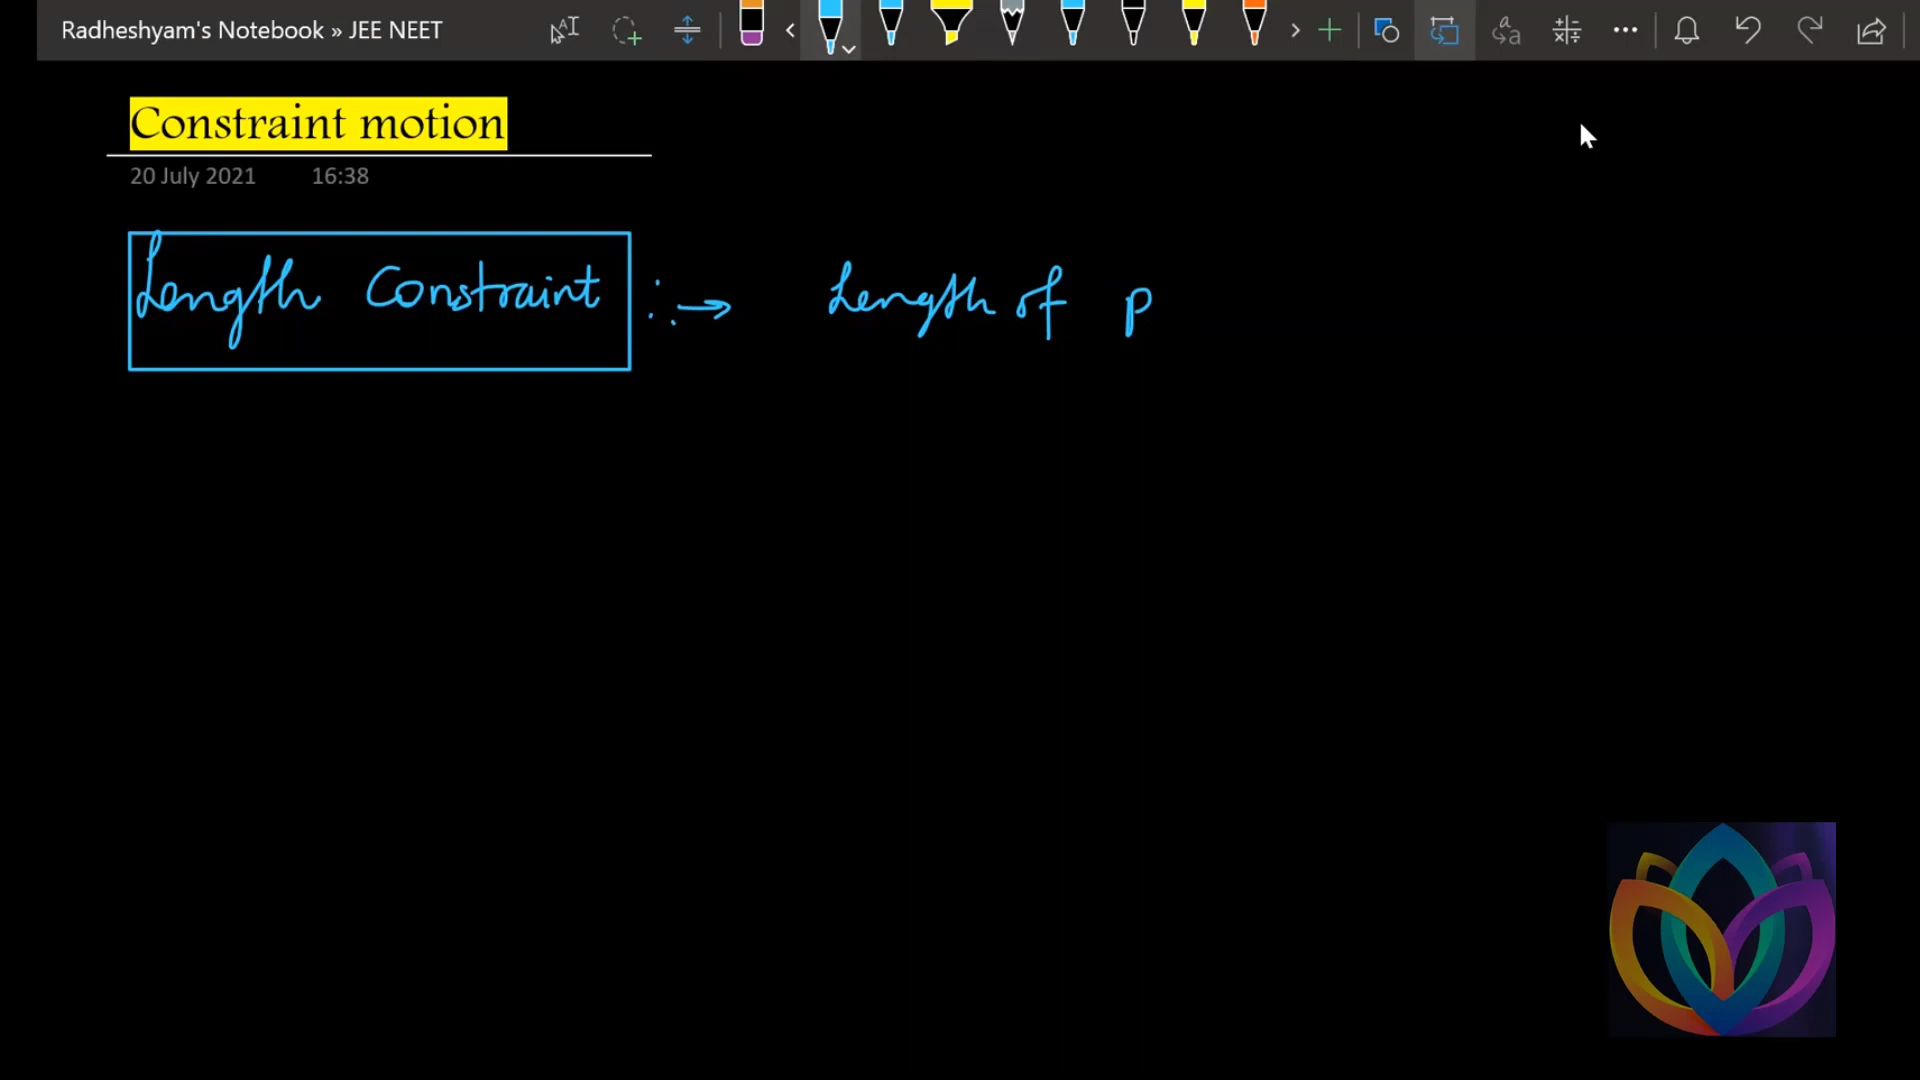 Radheshyam's Notebook » JEE NEET
Constraint motion
20 July 2021 16:38
Length Constraint :→ Length of p